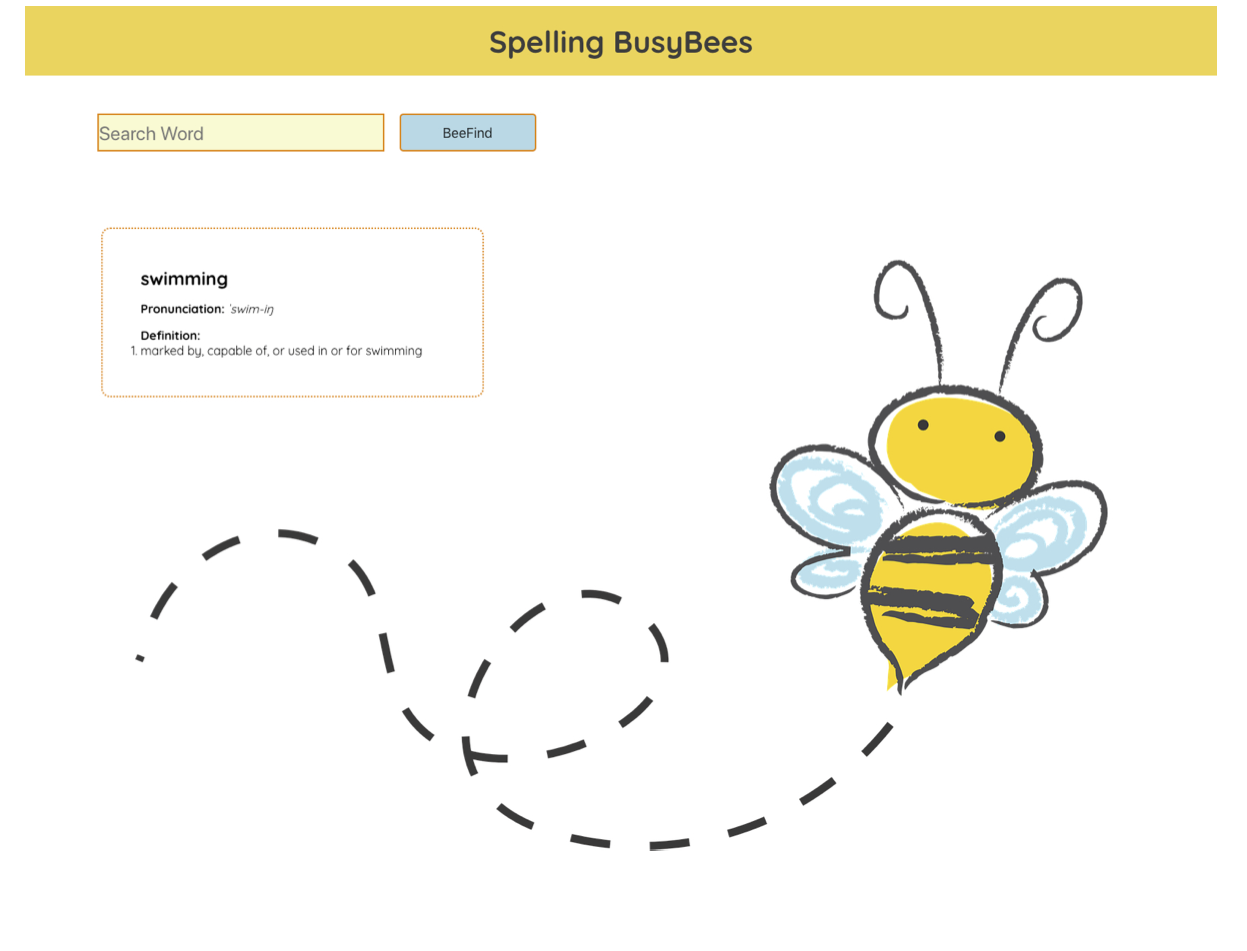 Spelling BusyBees
Search Word
BeeFind
swimming
Pronunciation: ˈswim-iŋ
Definition:
1. marked by, capable of, or used in or for swimming